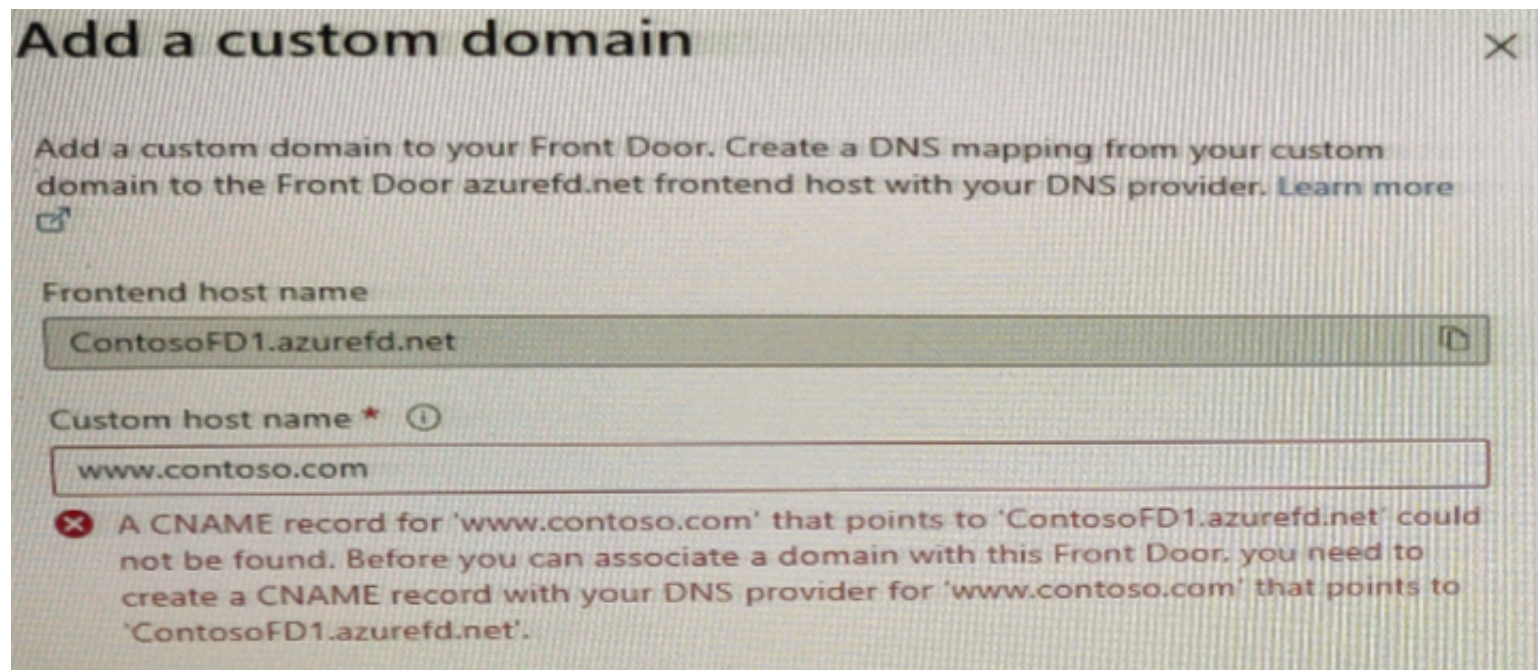 Add a custom domain
Add a custom domain to your Front Door. Create a DNS mapping from your custom
domain to the Front Door azurefd.net frontend host with your DNS provider. Learn more
Frontend host name
ContosoFD1.azurefd.net
Custom host name *
www.contoso.com
A CNAME record for 'www.contoso.com' that points to 'ContosoFD1.azurefd.net' could
not be found. Before you can associate a domain with this Front Door, you need to
create a CNAME record with your DNS provider for 'www.contoso.com' that points to
'ContosoFD1.azurefd.net'.